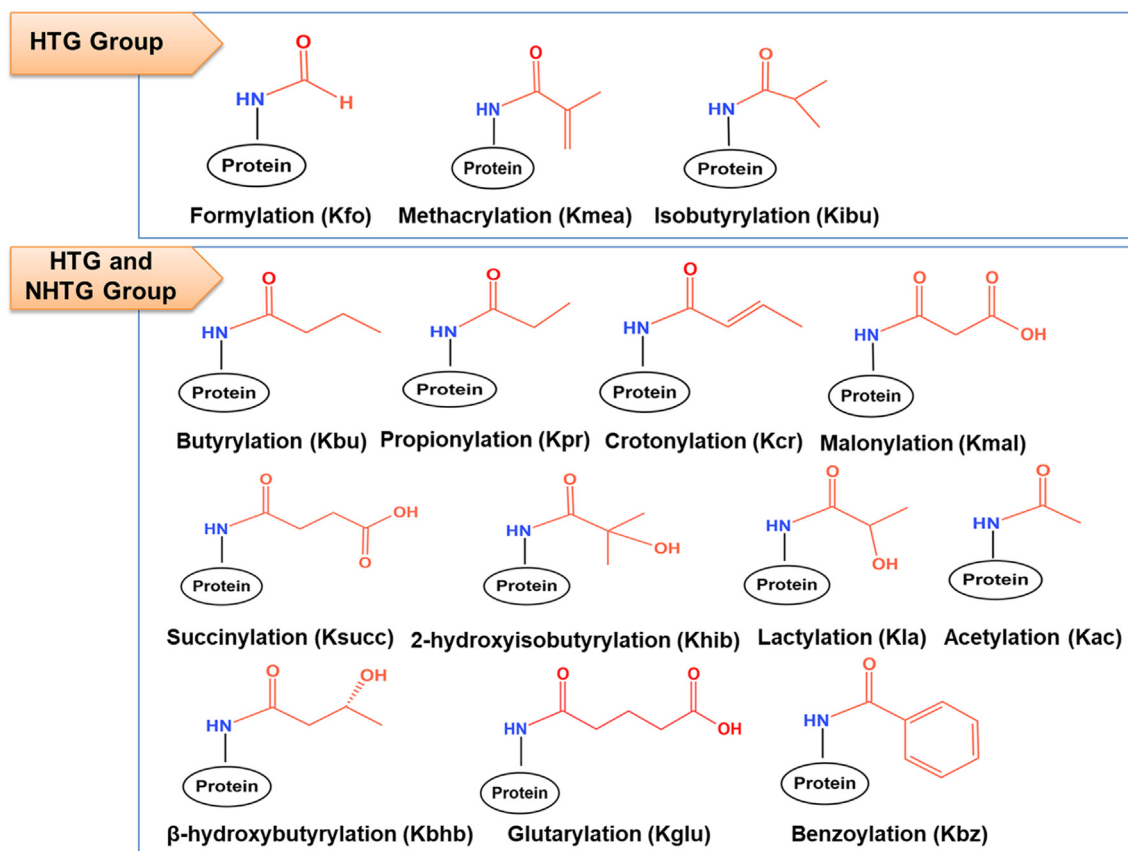 HTG Group
O
HN
H
Protein
Formylation (Kfo)
O
HN
Protein
Methacrylation (Kmea)
O
HN
Protein
Isobutyrylation (Kibu)
HTG and
NHTG Group
O
HN
Protein
Butyrylation (Kbu)
O
HN
Protein
Propionylation (Kpr)
O
HN
Protein
Crotonylation (Kcr)
O
O
HN
OH
Protein
Malonylation (Kmal)
O
HN
OH
O
Protein
Succinylation (Ksucc)
O
HN
OH
Protein
2-hydroxyisobutyrylation (Khib)
O
HN
OH
Protein
Lactylation (Kla)
O
HN
Protein
Acetylation (Kac)
O
OH
HN
Protein
β-hydroxybutyrylation (Kbhb)
O
O
HN
OH
Protein
Glutarylation (Kglu)
O
HN
Protein
Benzoylation (Kbz)